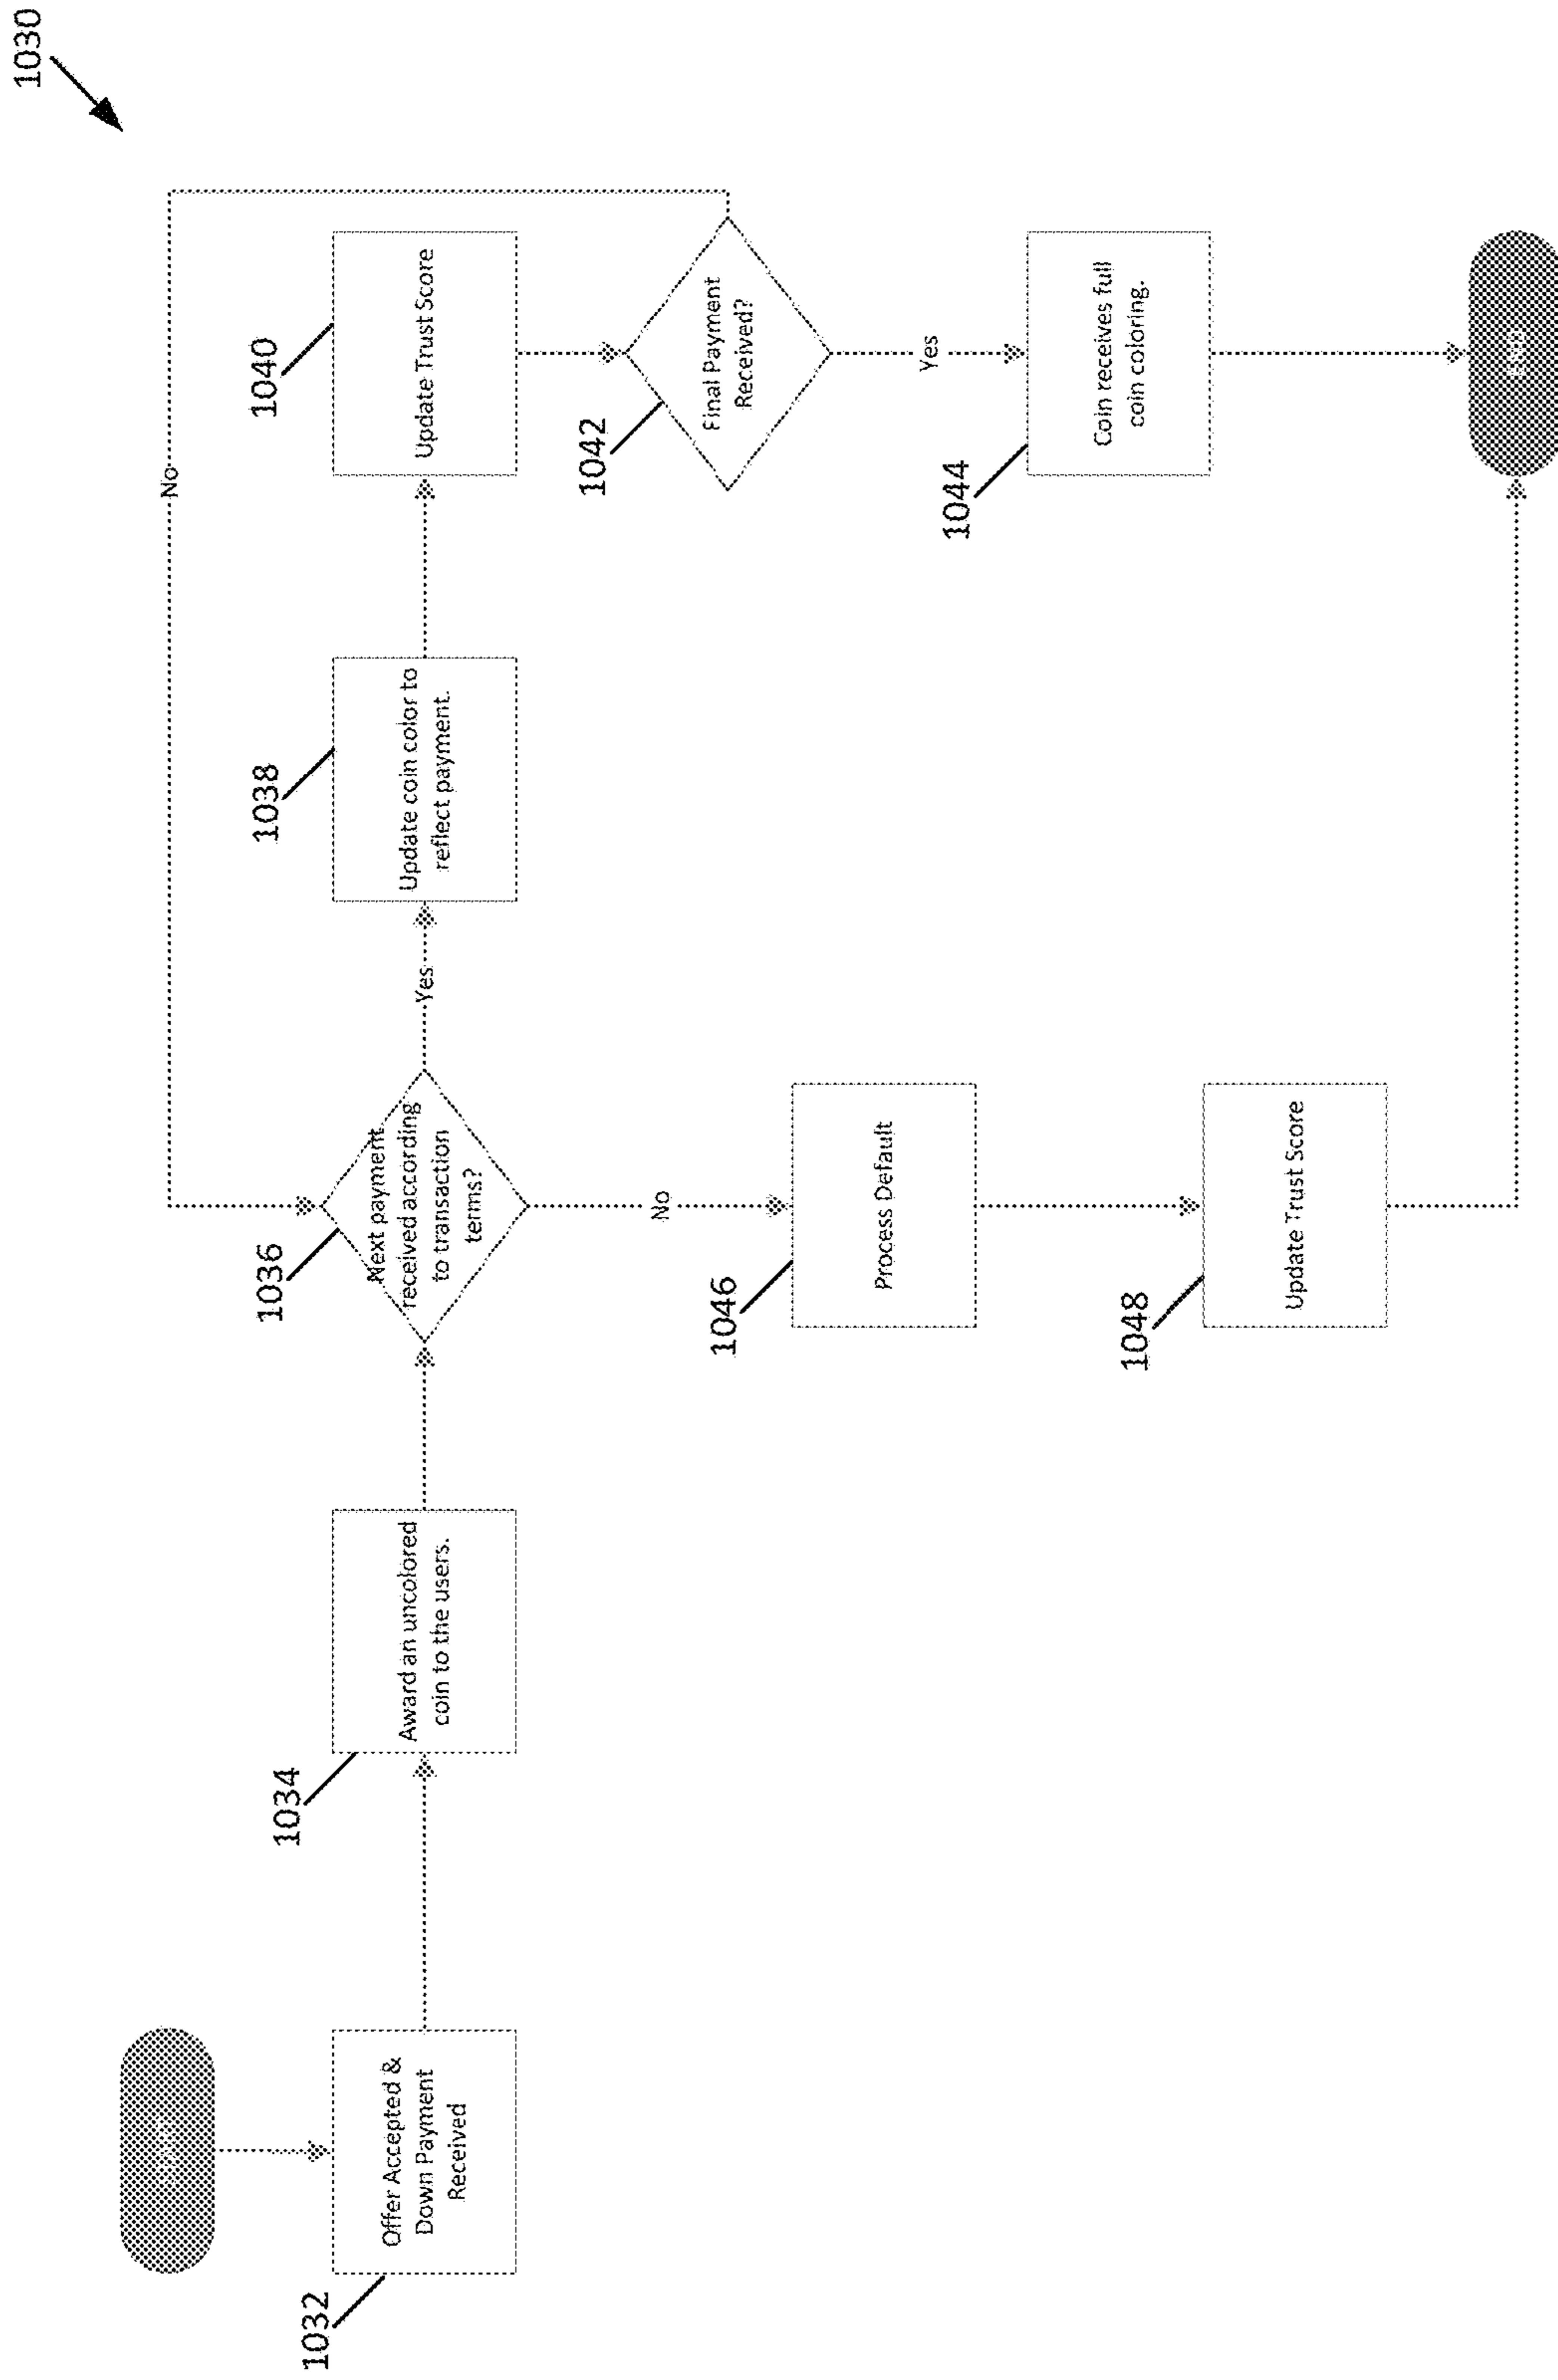 1030
1032
Offer Accepted &
Down Payment
Received
1034
Award an uncolored
coin to the users.
1036
Next payment
received according
to transaction
terms?
Yes
1038
Update coin color to
reflect payment.
1040
Update Trust Score
1042
Final Payment
Received?
No
Yes
1044
Coin receives full
coin coloring.
No
1046
Process Default
1048
Update Trust Score